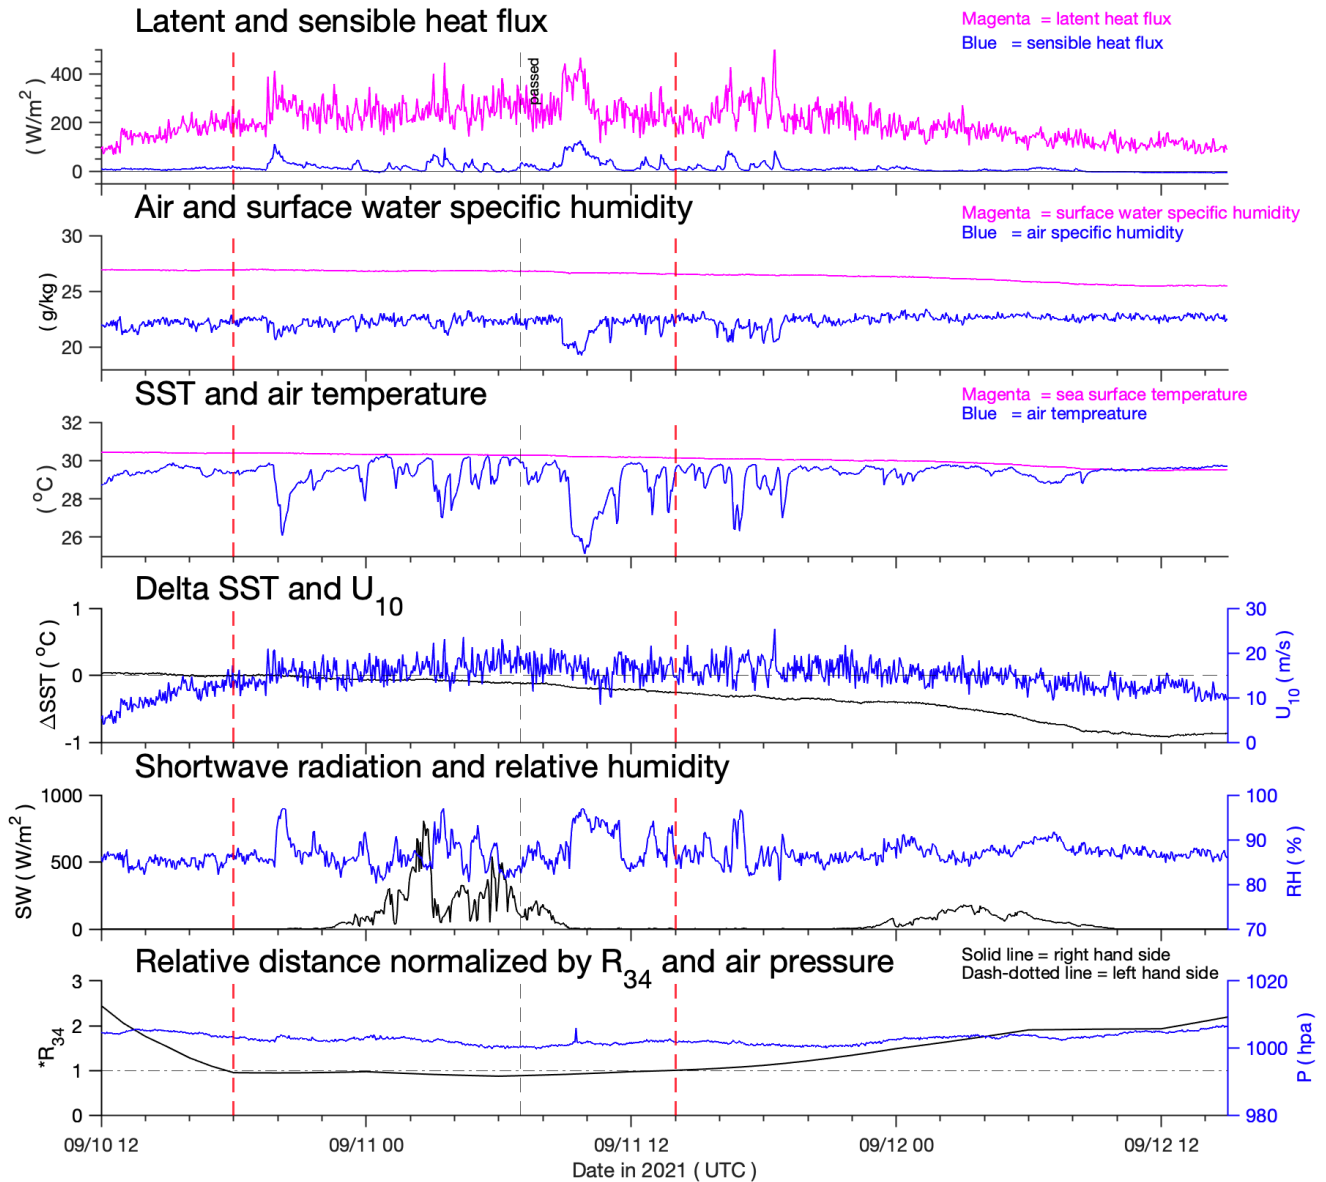 Latent and sensible heat flux
Magenta = latent heat flux
Blue = sensible heat flux
passed
400
200
0
( W/m2 )
Air and surface water specific humidity
Magenta = surface water specific humidity
Blue = air specific humidity
30
25
20
( g/kg )
SST and air temperature
Magenta = sea surface temperature
Blue = air tempreature
32
30
28
26
( oC )
Delta SST and U10
1
0
-1
ΔSST ( oC )
30
20
10
0
U10 ( m/s )
Shortwave radiation and relative humidity
1000
500
0
SW ( W/m2 )
100
90
80
70
RH ( % )
Relative distance normalized by R34 and air pressure
Solid line = right hand side
Dash-dotted line = left hand side
3
2
1
0
*R34
1020
1000
980
P ( hpa )
09/10 12
09/11 00
09/11 12
09/12 00
09/12 12
Date in 2021 ( UTC )